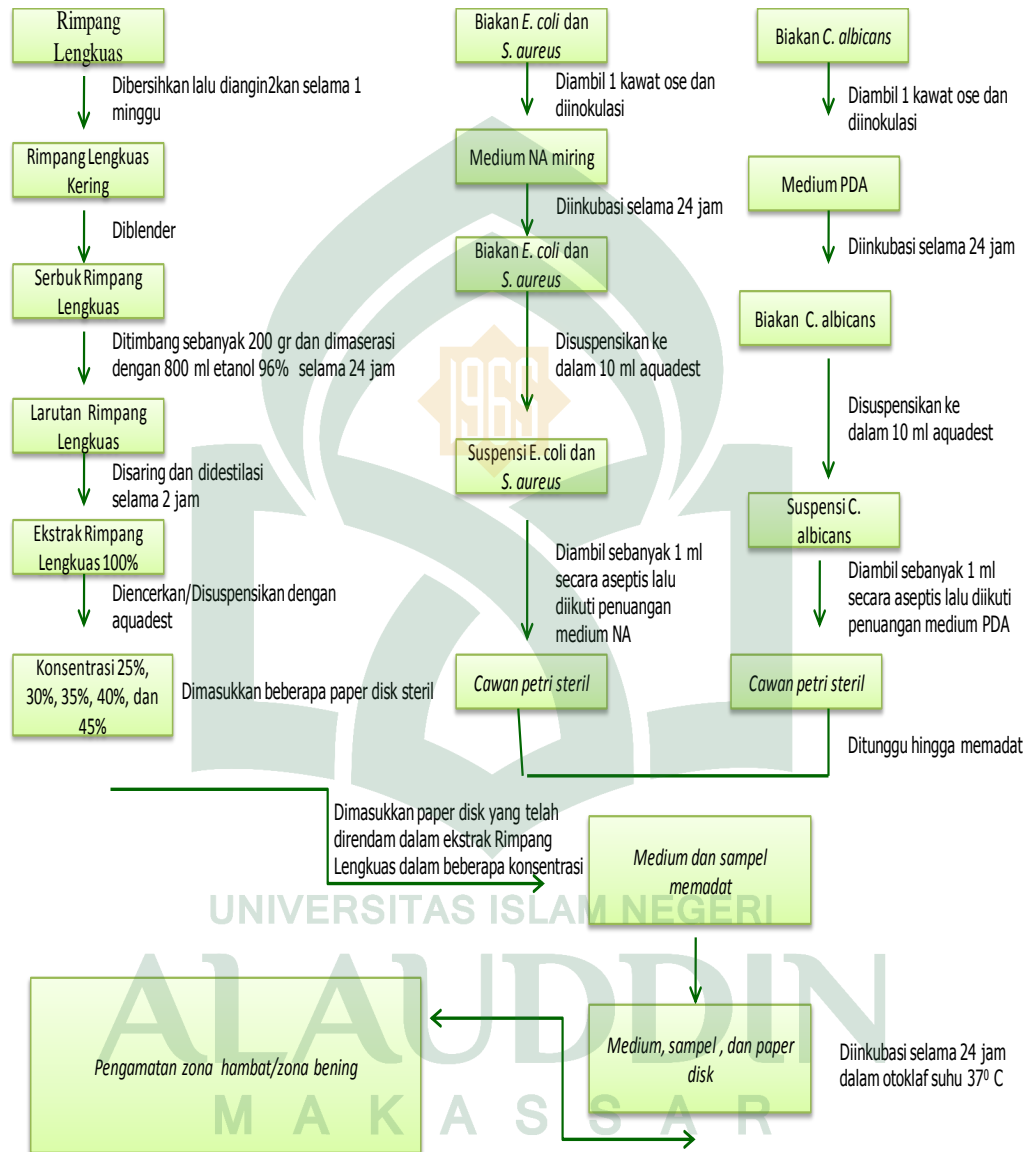 Rimpang
Lengkuas
Dibersihkan lalu diangin2kan selama 1
minggu
Rimpang Lengkuas
Kering
Diblender
Serbuk Rimpang
Lengkuas
Ditimbang sebanyak 200 gr dan dimaserasi
dengan 800 ml etanol 96% selama 24 jam
Larutan Rimpang
Lengkuas
Disaring dan didestilasi
selama 2 jam
Ekstrak Rimpang
Lengkuas 100%
Diencerkan/Disuspensikan dengan
aquadest
Konsentrasi 25%,
30%, 35%, 40%, dan
45%
Dimasukkan beberapa paper disk steril
Biakan E. coli dan
S. aureus
Diambil 1 kawat ose dan
diinokulasi
Medium NA miring
Diinkubasi selama 24 jam
Biakan E. coli dan
S. aureus
Disuspensikan ke
dalam 10 ml aquadest
Suspensi E. coli dan
S. aureus
Diambil sebanyak 1 ml
secara aseptis lalu
diikuti penuangan
medium NA
Cawan petri steril
Biakan C. albicans
Diambil 1 kawat ose dan
diinokulasi
Medium PDA
Diinkubasi selama 24 jam
Biakan C. albicans
Disuspensikan ke
dalam 10 ml aquadest
Suspensi C.
albicans
Diambil sebanyak 1 ml
secara aseptis lalu diikuti
penuangan medium PDA
Cawan petri steril
Ditunggu hingga memadat
Dimasukkan paper disk yang telah
direndam dalam ekstrak Rimpang
Lengkuas dalam beberapa konsentrasi
Medium dan sampel
memadat
Medium, sampel , dan paper
disk
Diinkubasi selama 24 jam
dalam otoklaf suhu 37⁰ C
Pengamatan zona hambat/zona bening
1965
UNIVERSITAS ISLAM NEGERI
ALAUDDIN
MAKASSAR